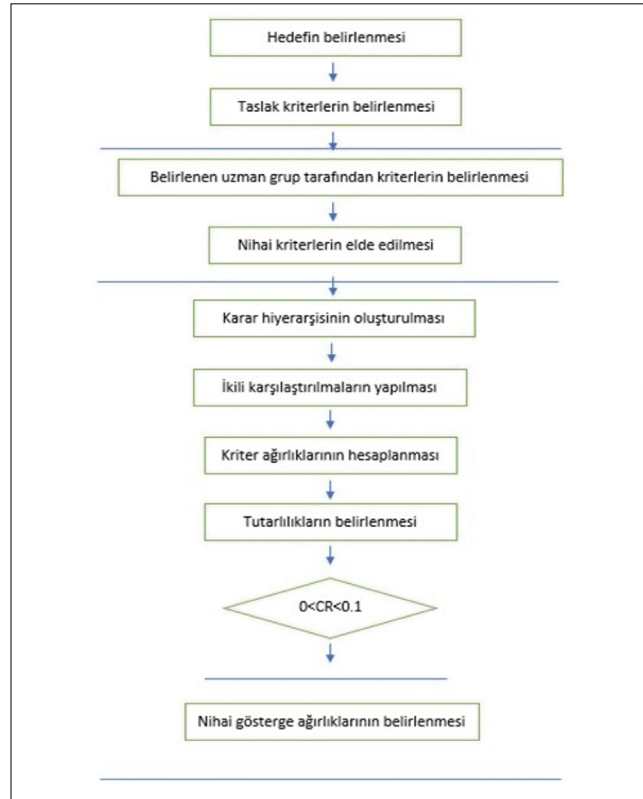 Hedefin belirlenmesi
Taslak kriterlerin belirlenmesi
Belirlenen uzman grup tarafından kriterlerin belirlenmesi
Nihai kriterlerin elde edilmesi
Karar hiyerarşisinin oluşturulması
İkili karşılaştırılmaların yapılması
Kriter ağırlıklarının hesaplanması
Tutarlılıkların belirlenmesi
0<CR<0.1
Nihai gösterge ağırlıklarının belirlenmesi